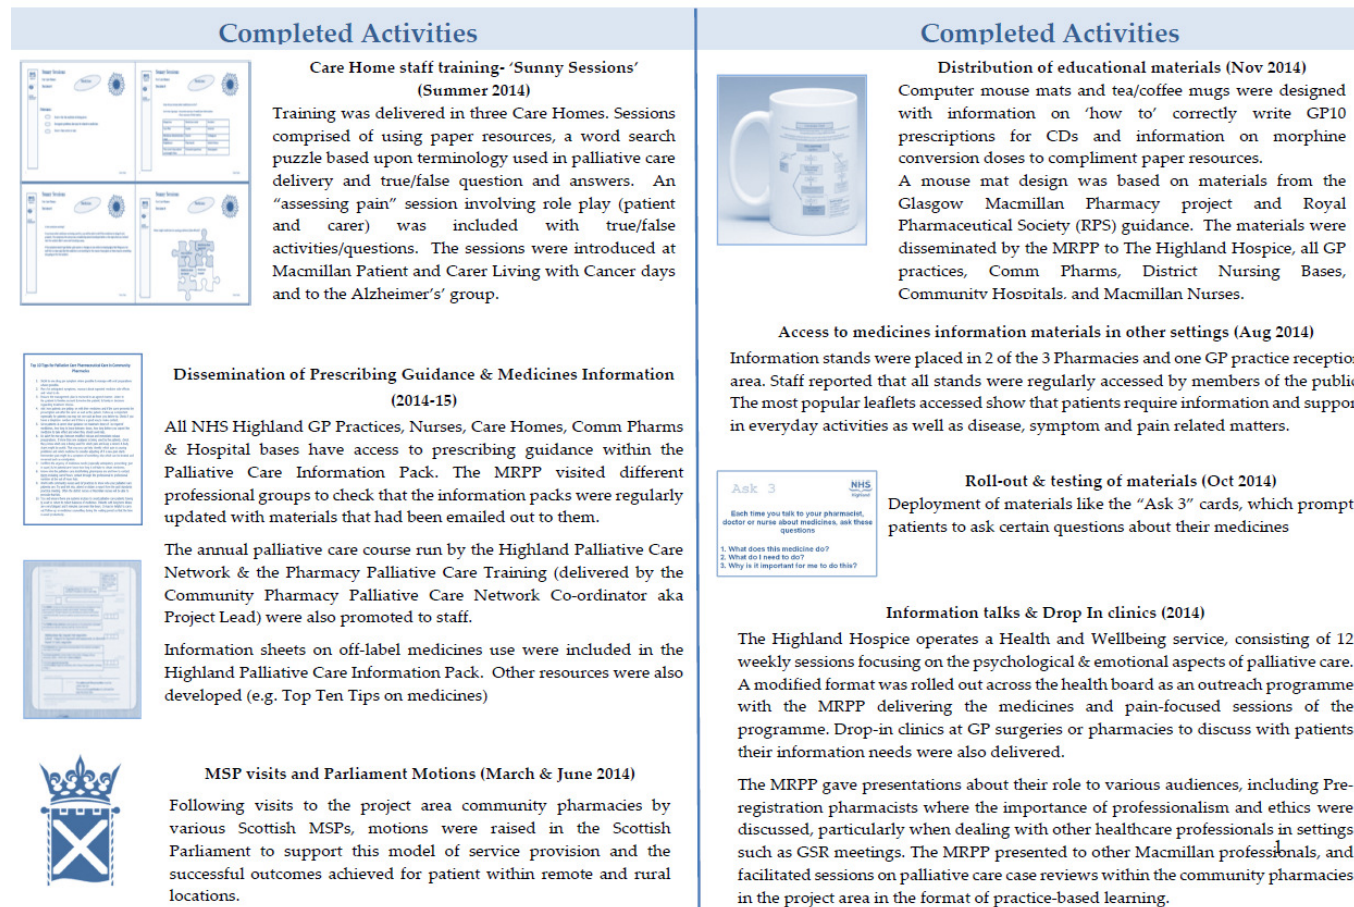 Completed Activities
Care Home staff training- ‘Sunny Sessions’
(Summer 2014)
Training was delivered in three Care Homes. Sessions
comprised of using paper resources, a word search
puzzle based upon terminology used in palliative care
delivery and true/false question and answers. An
“assessing pain” session involving role play (patient
and carer) was included with true/false
activities/questions. The sessions were introduced at
Macmillan Patient and Carer Living with Cancer days
and to the Alzheimer’s’ group.
Dissemination of Prescribing Guidance & Medicines Information
(2014-15)
All NHS Highland GP Practices, Nurses, Care Homes, Comm Pharms
& Hospital bases have access to prescribing guidance within the
Palliative Care Information Pack. The MRPP visited different
professional groups to check that the information packs were regularly
updated with materials that had been emailed out to them.
The annual palliative care course run by the Highland Palliative Care
Network & the Pharmacy Palliative Care Training (delivered by the
Community Pharmacy Palliative Care Network Co-ordinator aka
Project Lead) were also promoted to staff.
Information sheets on off-label medicines use were included in the
Highland Palliative Care Information Pack. Other resources were also
developed (e.g. Top Ten Tips on medicines)
MSP visits and Parliament Motions (March & June 2014)
Following visits to the project area community pharmacies by
various Scottish MSPs, motions were raised in the Scottish
Parliament to support this model of service provision and the
successful outcomes achieved for patient within remote and rural
locations.
Completed Activities
Distribution of educational materials (Nov 2014)
Computer mouse mats and tea/coffee mugs were designed
with information on ‘how to’ correctly write GP10
prescriptions for CDs and information on morphine
conversion doses to compliment paper resources.
A mouse mat design was based on materials from the
Glasgow Macmillan Pharmacy project and Royal
Pharmaceutical Society (RPS) guidance. The materials were
disseminated by the MRPP to The Highland Hospice, all GP
practices, Comm Pharms, District Nursing Bases,
Community Hospitals, and Macmillan Nurses.
Access to medicines information materials in other settings (Aug 2014)
Information stands were placed in 2 of the 3 Pharmacies and one GP practice receptio
area. Staff reported that all stands were regularly accessed by members of the public
The most popular leaflets accessed show that patients require information and suppor
in everyday activities as well as disease, symptom and pain related matters.
Ask 3
NHS
Highland
Each time you talk to your pharmacist,
doctor or nurse about medicines, ask these
questions
1. What does this medicine do?
2. What do I need to do?
3. Why is it important for me to do this?
Roll-out & testing of materials (Oct 2014)
Deployment of materials like the “Ask 3” cards, which prompt
patients to ask certain questions about their medicines
Information talks & Drop In clinics (2014)
The Highland Hospice operates a Health and Wellbeing service, consisting of 12
weekly sessions focusing on the psychological & emotional aspects of palliative care.
A modified format was rolled out across the health board as an outreach programme
with the MRPP delivering the medicines and pain-focused sessions of the
programme. Drop-in clinics at GP surgeries or pharmacies to discuss with patients
their information needs were also delivered.
The MRPP gave presentations about their role to various audiences, including Pre-
registration pharmacists where the importance of professionalism and ethics were
discussed, particularly when dealing with other healthcare professionals in settings
such as GSR meetings. The MRPP presented to other Macmillan professionals, and
facilitated sessions on palliative care case reviews within the community pharmacies
in the project area in the format of practice-based learning.
1